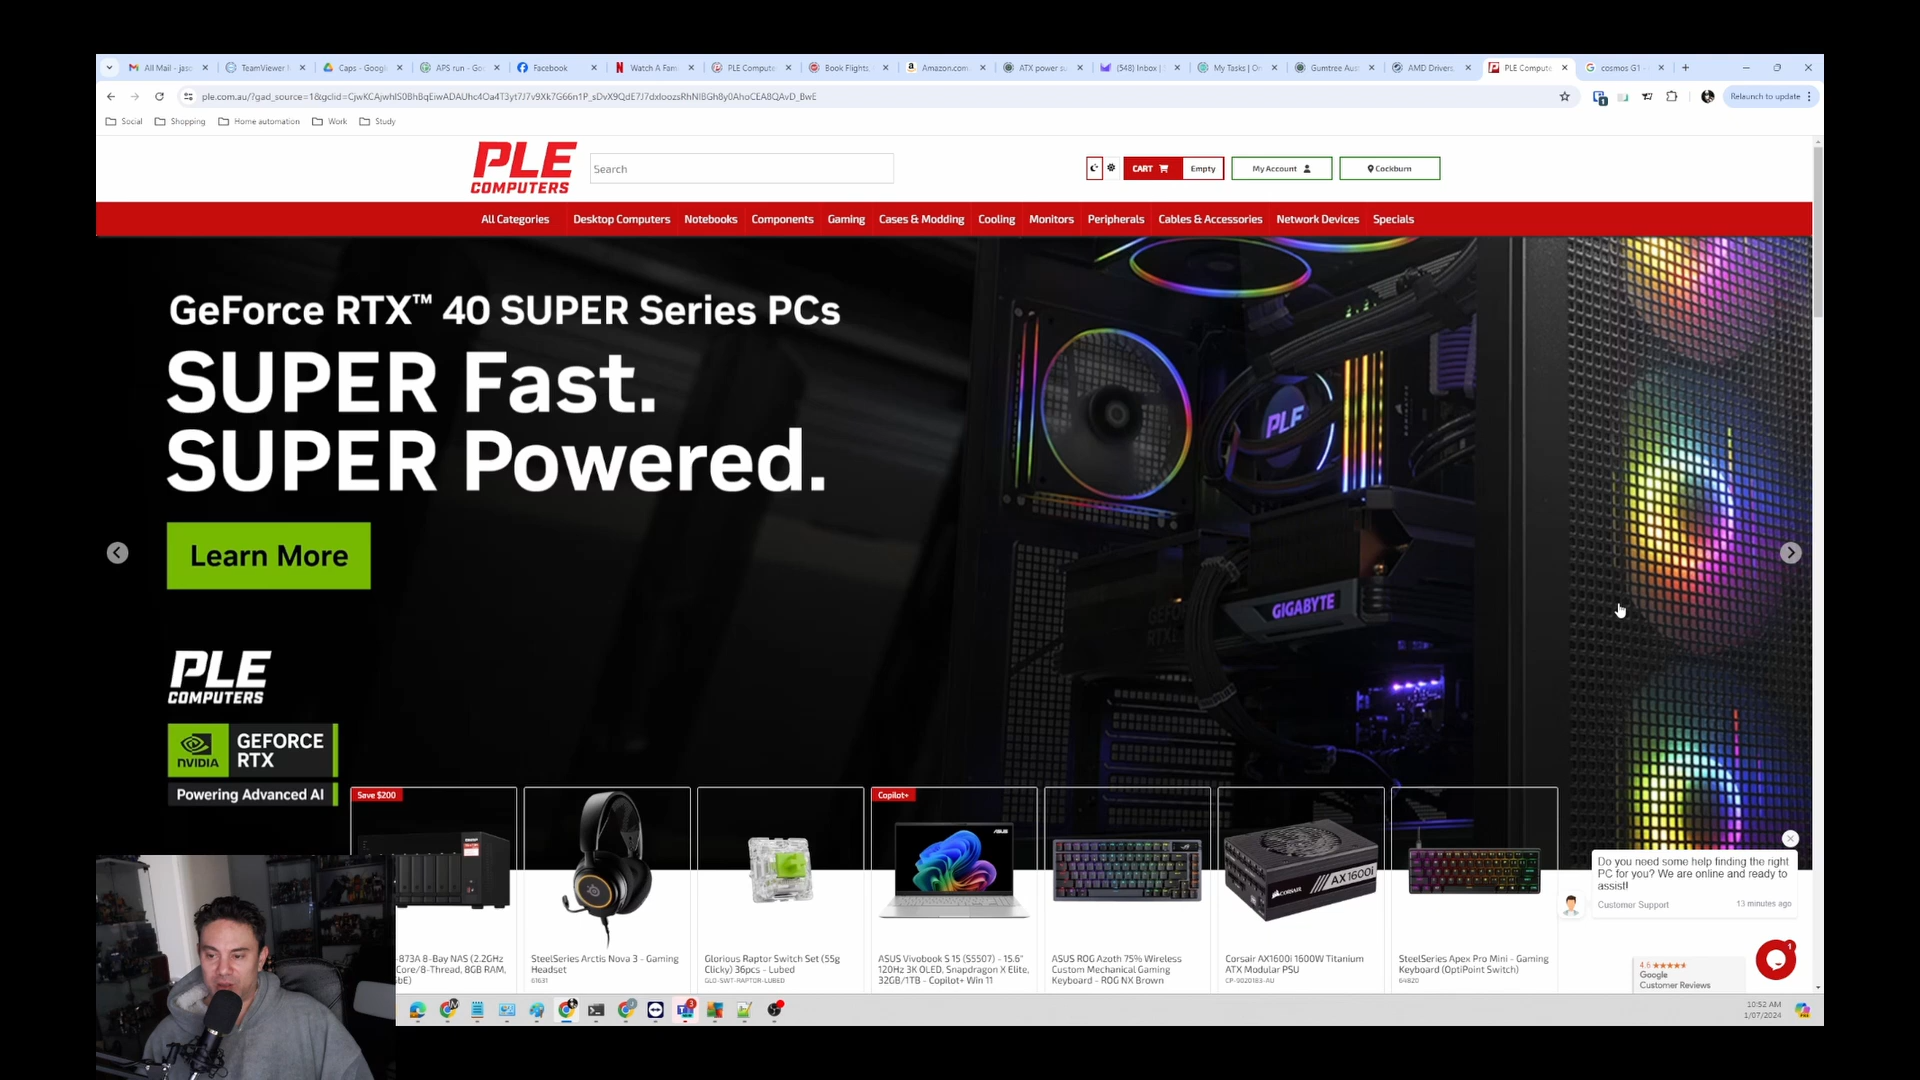 All Mail - jaso
TeamViewer
Caps - Google
APS run - Goo
Facebook
Watch A Fam
PLE Compute
Book Flights,
Amazon.com
ATX power su
(548) Inbox |
My Tasks | O
Gumtree Aust
AMD Drivers
PLE Compute
cosmos G1 -
Relaunch to update
Social
Shopping
Home automation
Work
Study
PLE
COMPUTERS
Search
CART
Empty
My Account
Cockburn
All Categories
Desktop Computers
Notebooks
Components
Gaming
Cases & Modding
Cooling
Monitors
Peripherals
Cables & Accessories
Network Devices
Specials
GeForce RTX™ 40 SUPER Series PCs
SUPER Fast.
SUPER Powered.
Learn More
PLE
GIGABYTE
PLE
COMPUTERS
NVIDIA
GEFORCE
RTX
Powering Advanced AI
Save $200
Copilot+
ASUS
CORSAIR
AX1600i
-873A 8-Bay NAS (2.2GHz
Core/8-Thread, 8GB RAM,
SteelSeries Arctis Nova 3 - Gaming
Headset
61631
Glorious Raptor Switch Set (55g
Clicky) 36pcs - Lubed
GLO-SWT-RAPTOR-LUBED
ASUS Vivobook S 15 (S5507) - 15.6"
120Hz 3K OLED, Snapdragon X Elite,
32GB/1TB - Copilot+ Win 11
ASUS ROG Azoth 75% Wireless
Custom Mechanical Gaming
Keyboard - ROG NX Brown
Corsair AX1600i 1600W Titanium
ATX Modular PSU
CP-9020183-AU
SteelSeries Apex Pro Mini - Gaming
Keyboard (OptiPoint Switch)
64820
Do you need some help finding the right
PC for you? We are online and ready to
assist!
Customer Support
13 minutes ago
1
4.6
Google
Customer Reviews
10:52 AM
1/07/2024